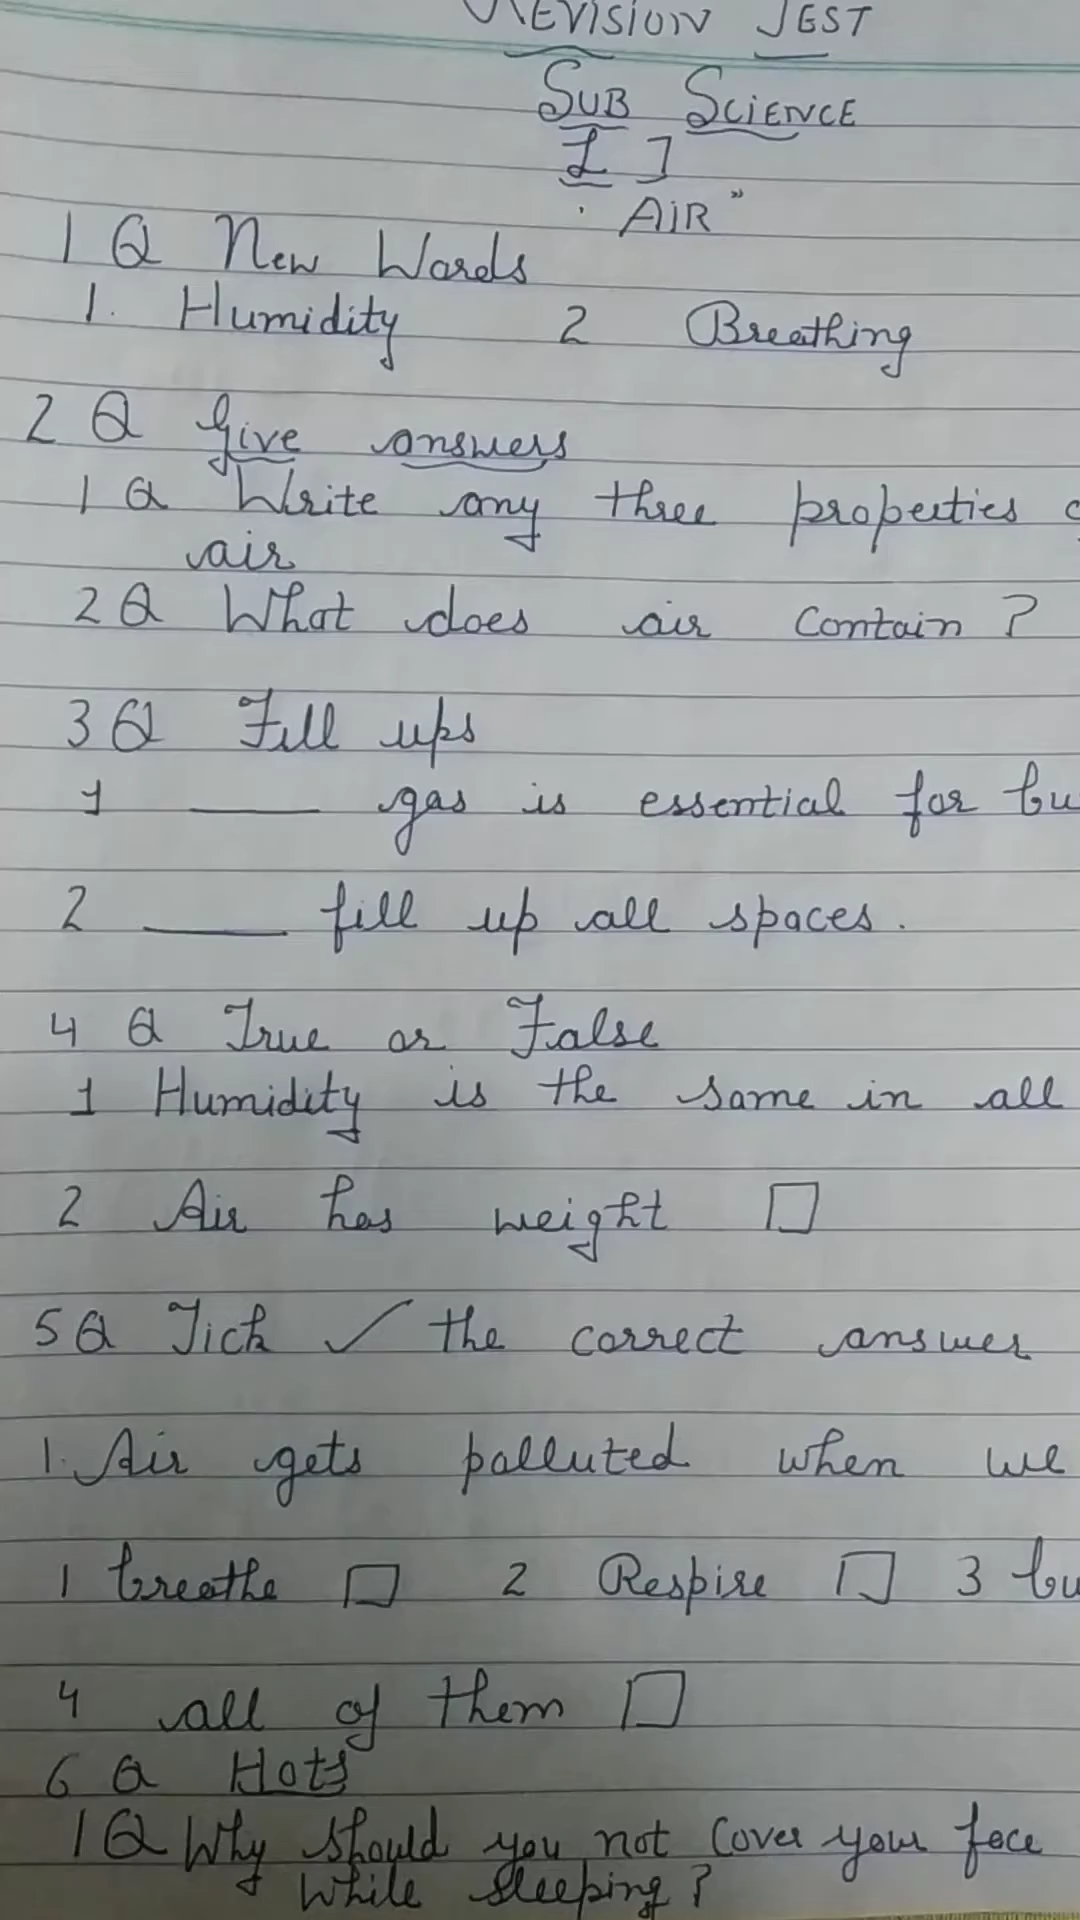 REVISION TEST
SUB SCIENCE
L 7
"AIR"
1 Q New Words
1. Humidity 2 Breathing
2 Q Give answers
1 Q Write any three properties
air
2 Q What does air contain?
3 Q Fill ups
1 ____ gas is essential for bu
2 ____ fill up all spaces.
4 Q True or False
1 Humidity is the same in all
2 Air has weight
5 Q Tick ✓ the correct answer
1. Air gets polluted when we
1 breathe 2 Respire 3 bu
4 all of them
6 Q Hots
1 Q Why should you not cover your face
while sleeping?